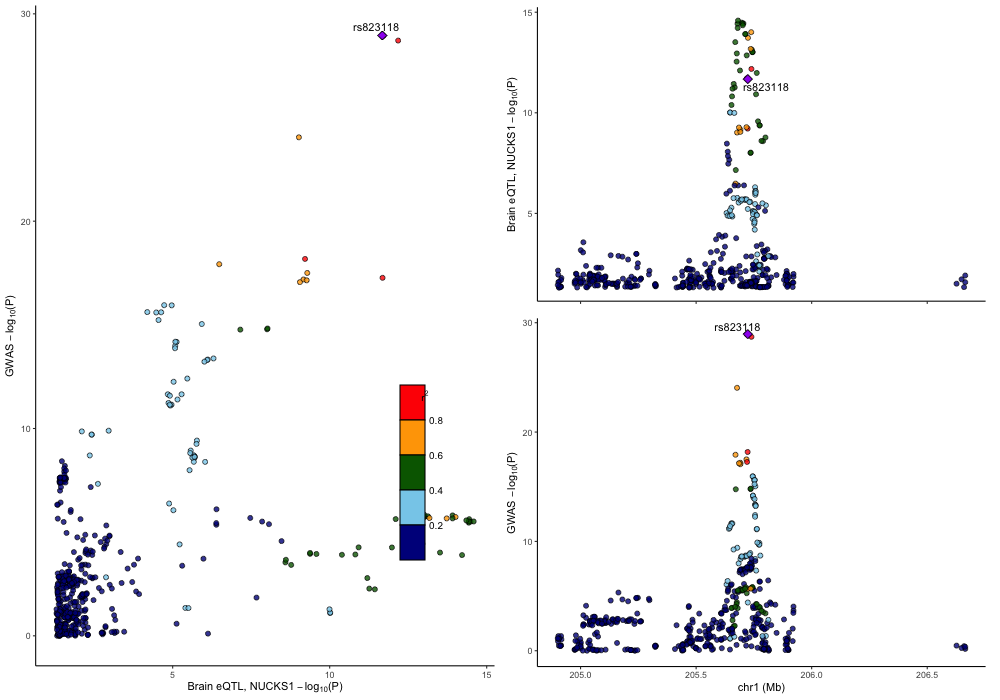 30
20
10
0
GWAS − log10(P)
rs823118
r2
0.8
0.6
0.4
0.2
5
10
15
Brain eQTL, NUCKS1 − log10(P)
15
10
5
Brain eQTL, NUCKS1 − log10(P)
rs823118
30
20
10
0
GWAS − log10(P)
rs823118
205.0
205.5
206.0
206.5
chr1 (Mb)